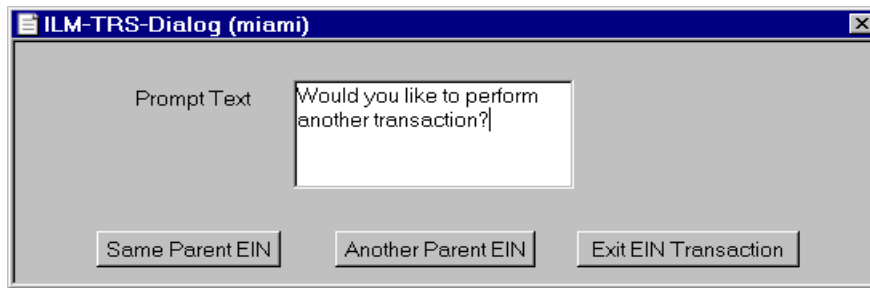 ILM-TRS-Dialog (miami)
Prompt Text
Would you like to perform
another transaction?
Same Parent EIN
Another Parent EIN
Exit EIN Transaction